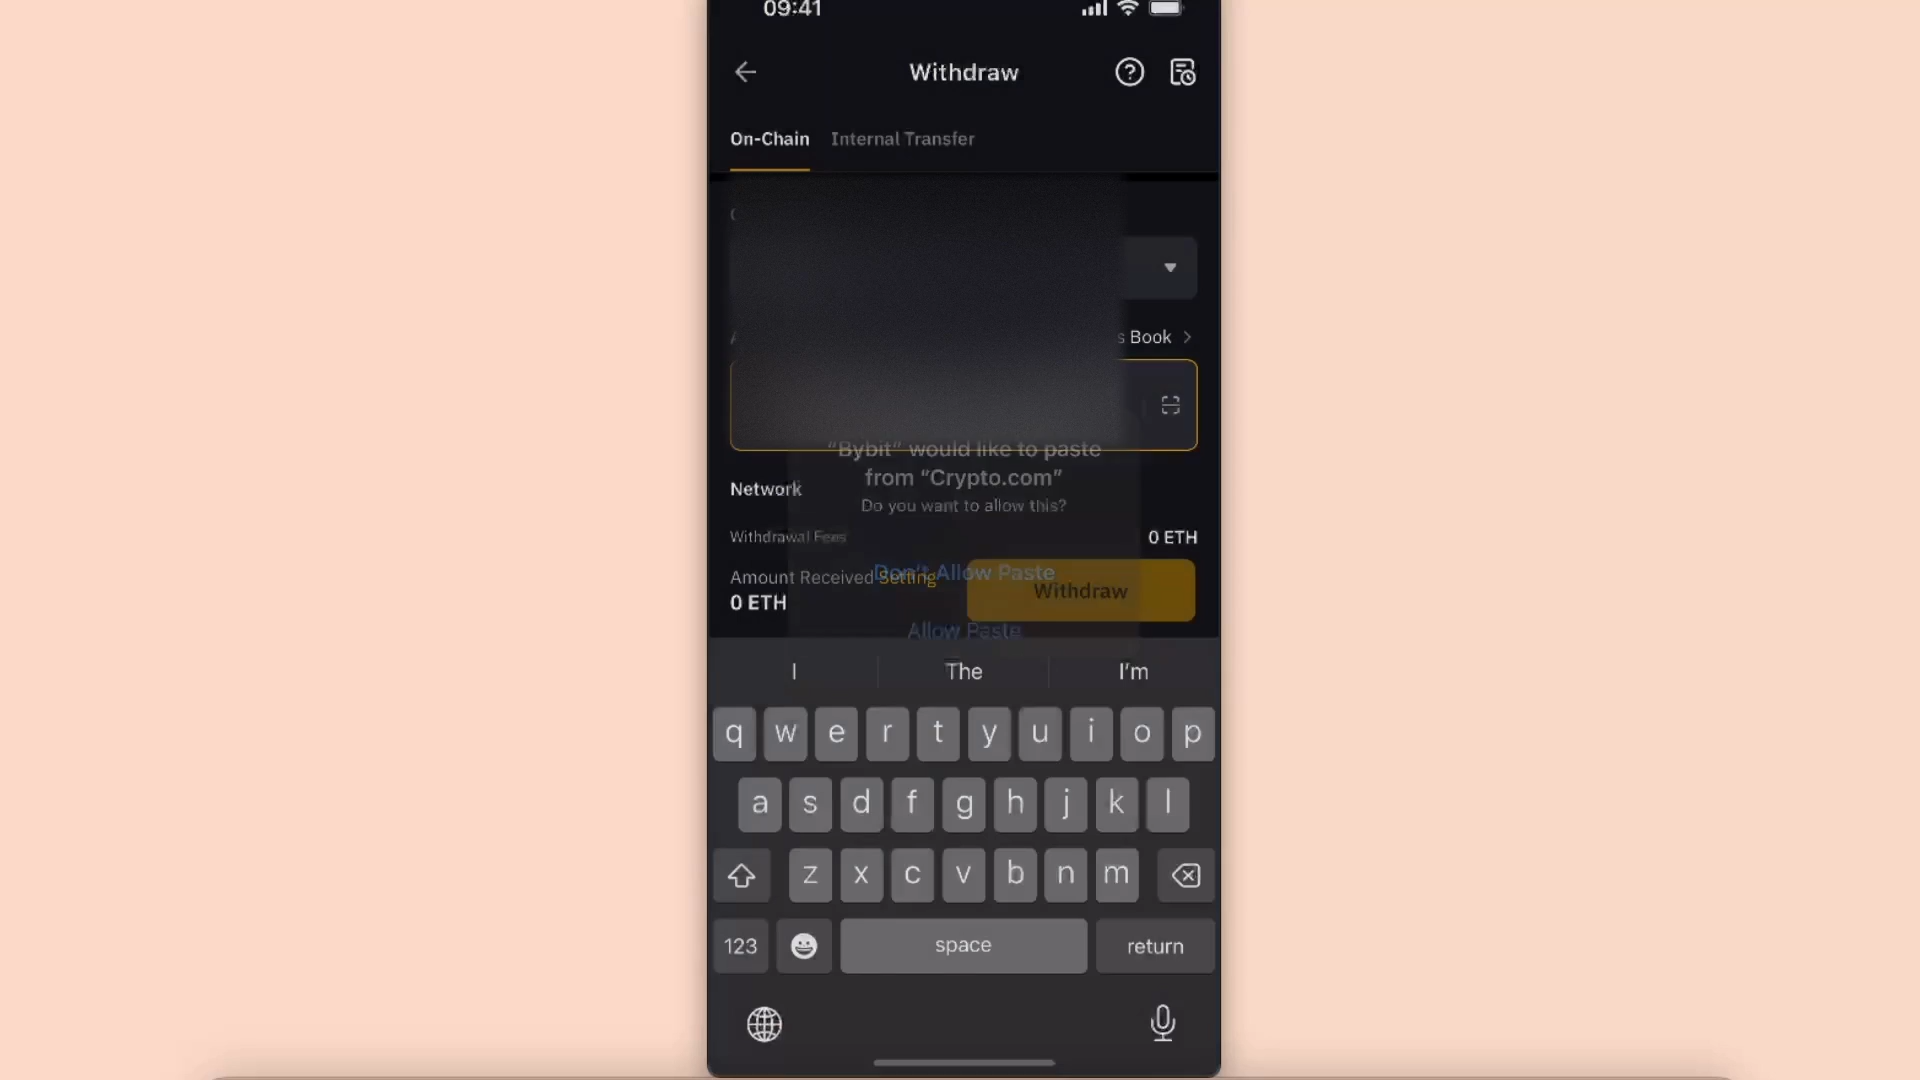 09:41
Withdraw
On-Chain Internal Transfer
Book
“Bybit” would like to paste
from “Crypto.com”
Do you want to allow this?
Network
Withdrawal Fees 0 ETH
Don't Allow Paste
Amount Received Setting
Withdraw
0 ETH
Allow Paste
I The I'm
q w e r t y u i o p
a s d f g h j k l
z x c v b n m
123 space return